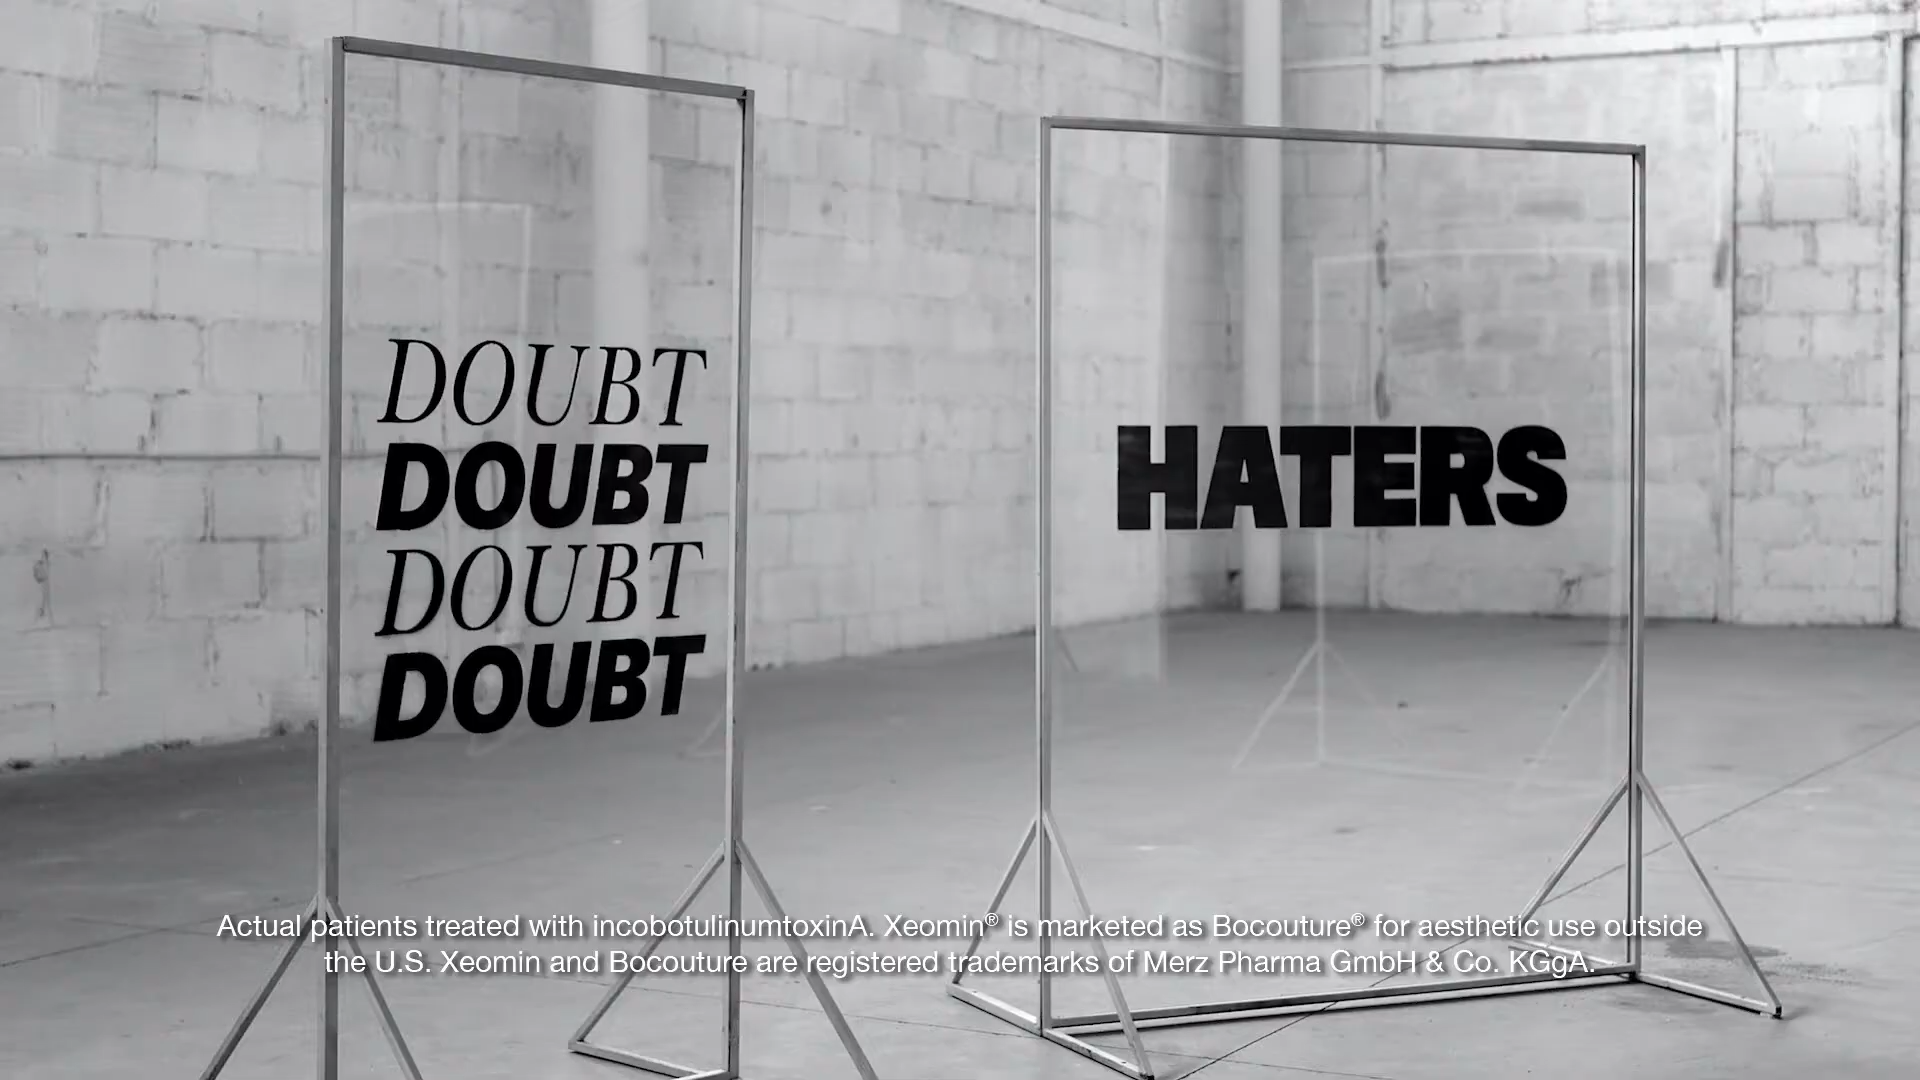 DOUBT
DOUBT
DOUBT
DOUBT
HATERS
Actual patients treated with incobotulinumtoxinA. Xeomin® is marketed as Bocouture® for aesthetic use outside
the U.S. Xeomin and Bocouture are registered trademarks of Merz Pharma GmbH & Co. KGgA.